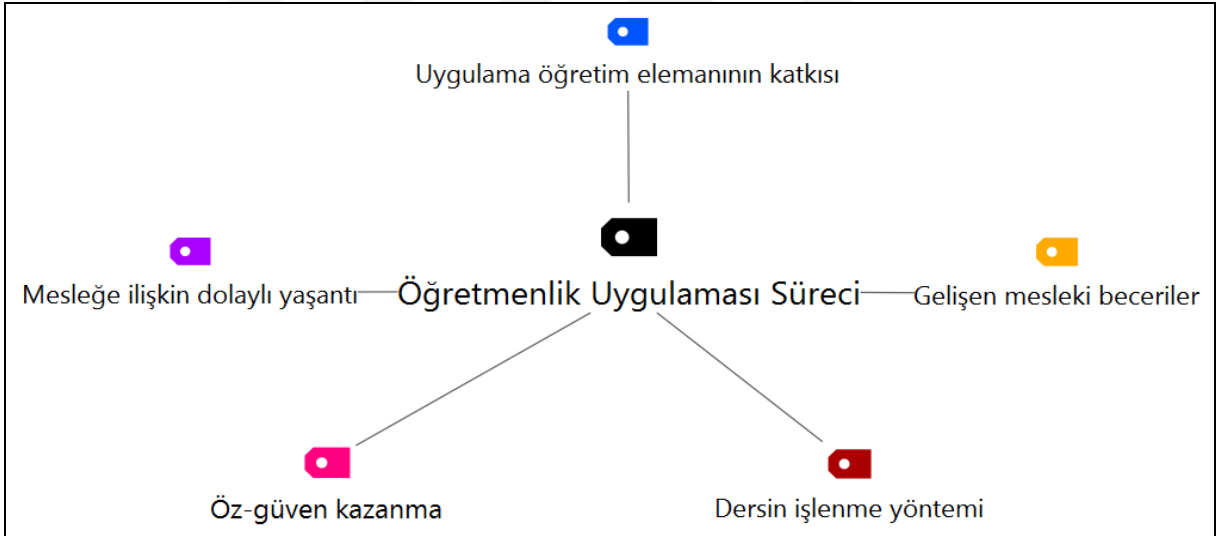 Uygulama öğretim elemanının katkısı
Mesleğe ilişkin dolaylı yaşantı
Öğretmenlik Uygulaması Süreci
Gelişen mesleki beceriler
Öz-güven kazanma
Dersin işlenme yöntemi